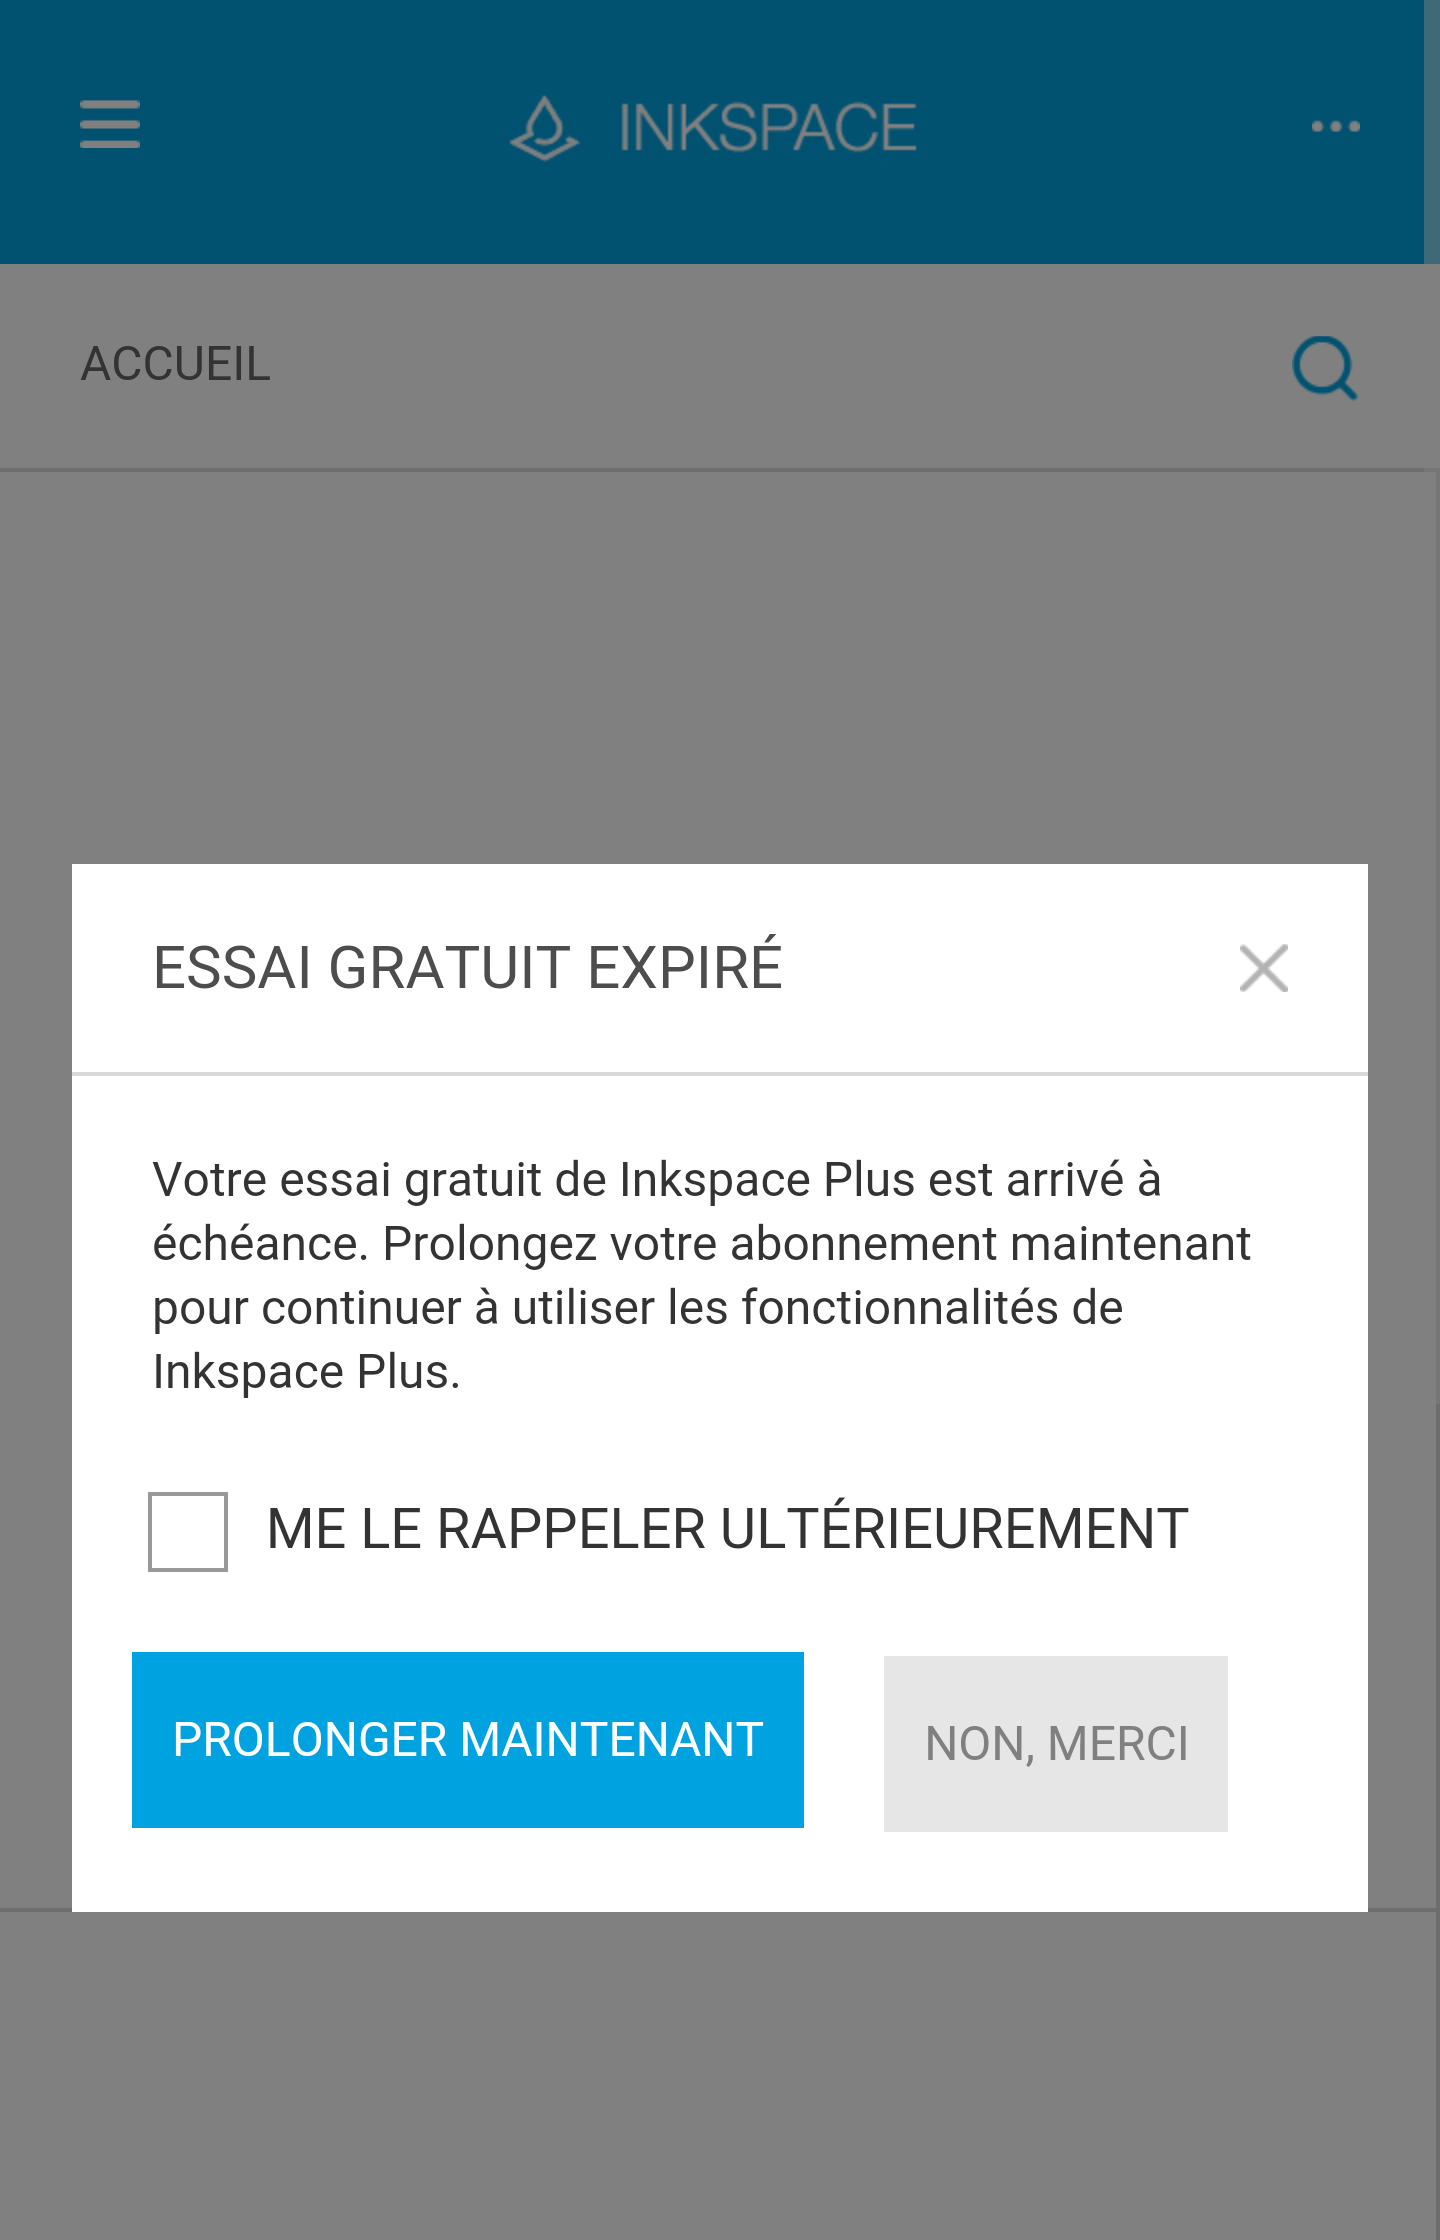 INKSPACE
ACCUEIL
ESSAI GRATUIT EXPIRÉ
Votre essai gratuit de Inkspace Plus est arrivé à
échéance. Prolongez votre abonnement maintenant
pour continuer à utiliser les fonctionnalités de
Inkspace Plus.
ME LE RAPPELER ULTÉRIEUREMENT
PROLONGER MAINTENANT
NON, MERCI